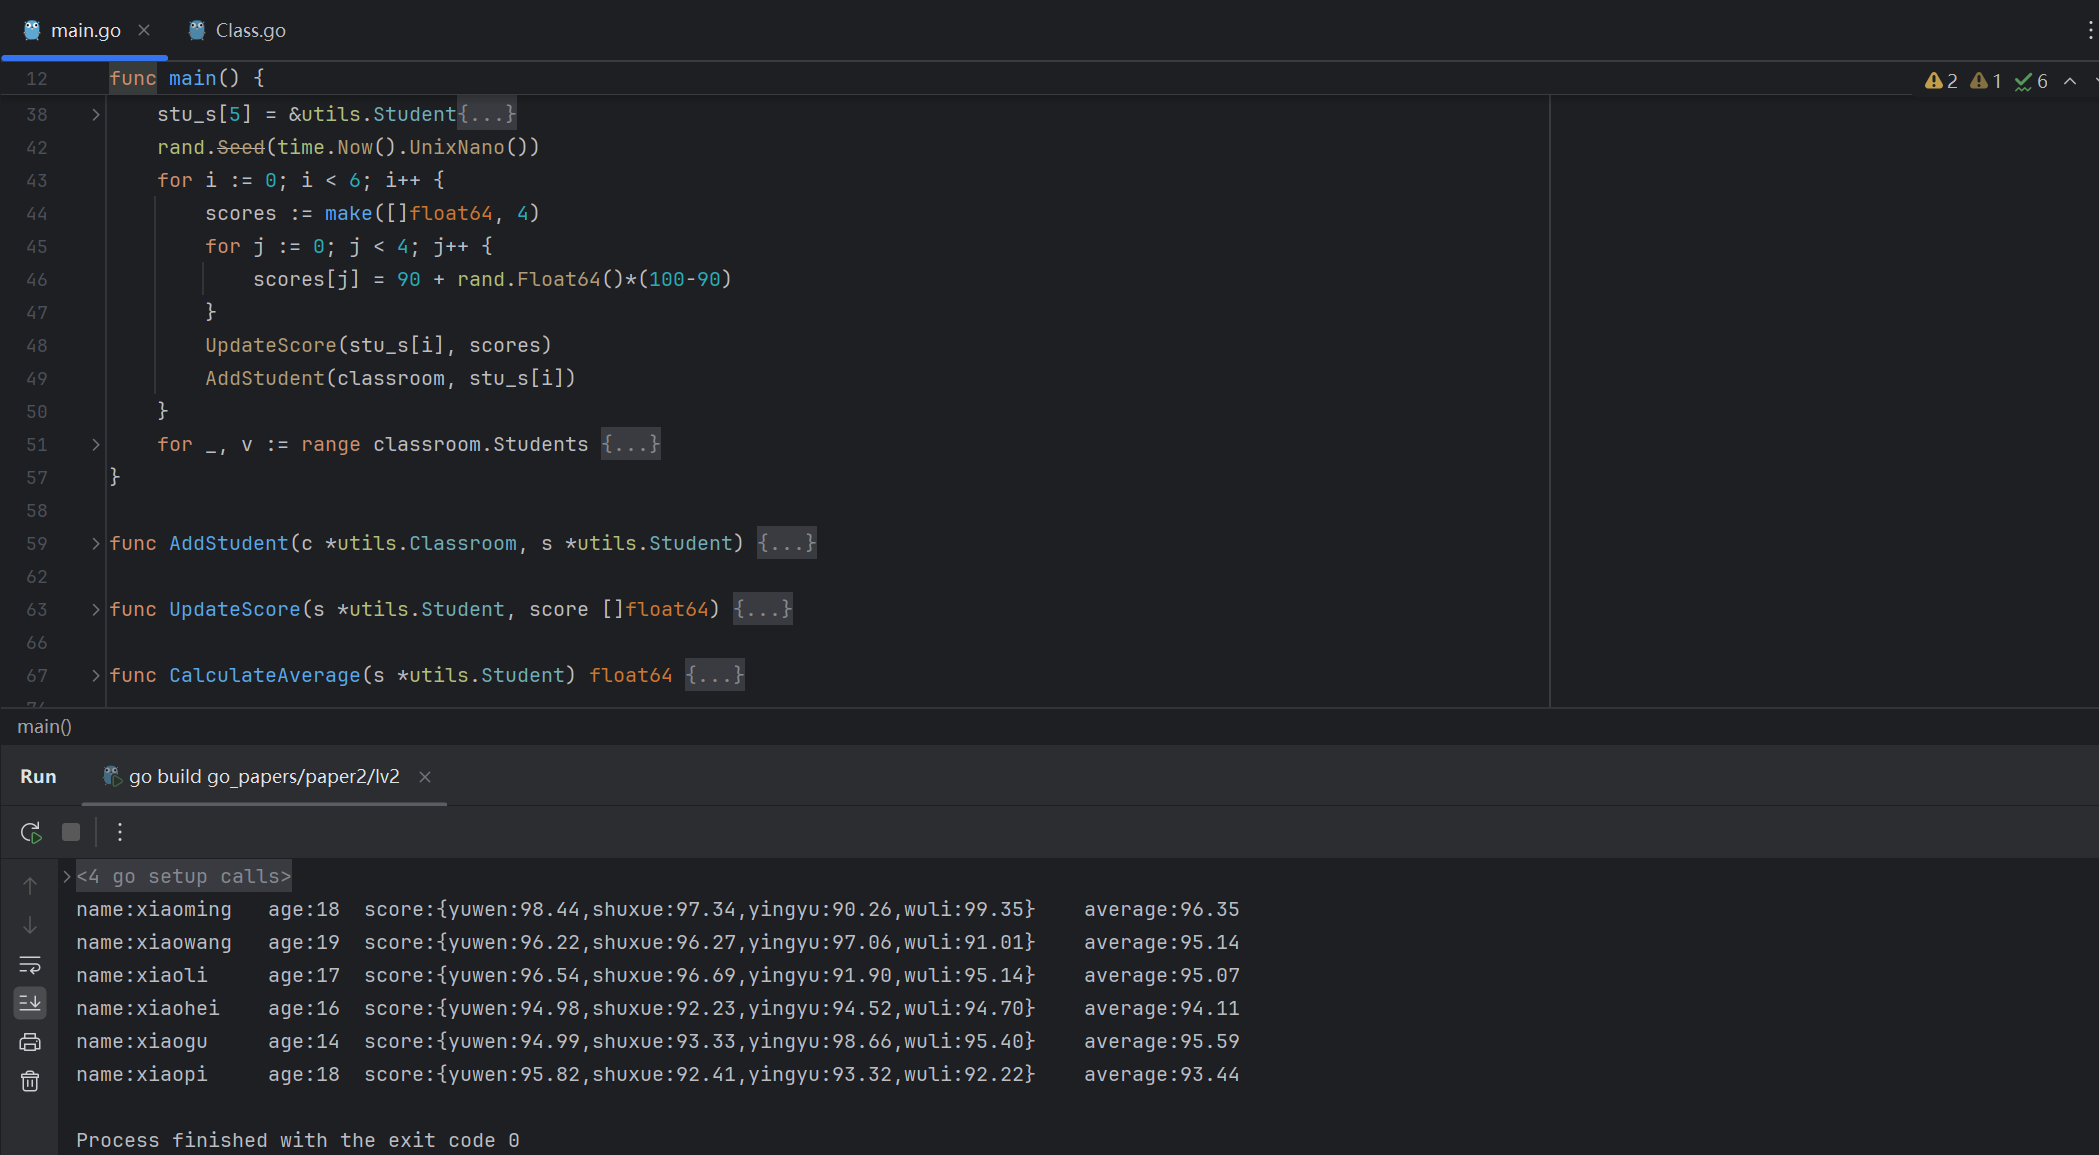 main.go Class.go
12 func main() { 2 1 6
38 stu_s[5] = &utils.Student{...}
42 rand.Seed(time.Now().UnixNano())
43 for i := 0; i < 6; i++ {
44 scores := make([]float64, 4)
45 for j := 0; j < 4; j++ {
46 scores[j] = 90 + rand.Float64()*(100-90)
47 }
48 UpdateScore(stu_s[i], scores)
49 AddStudent(classroom, stu_s[i])
50 }
51 for _, v := range classroom.Students {...}
57 }
58
59 func AddStudent(c *utils.Classroom, s *utils.Student) {...}
62
63 func UpdateScore(s *utils.Student, score []float64) {...}
66
67 func CalculateAverage(s *utils.Student) float64 {...}
main()
Run go build go_papers/paper2/lv2
<4 go setup calls>
name:xiaoming age:18 score:{yuwen:98.44,shuxue:97.34,yingyu:90.26,wuli:99.35} average:96.35
name:xiaowang age:19 score:{yuwen:96.22,shuxue:96.27,yingyu:97.06,wuli:91.01} average:95.14
name:xiaoli age:17 score:{yuwen:96.54,shuxue:96.69,yingyu:91.90,wuli:95.14} average:95.07
name:xiaohei age:16 score:{yuwen:94.98,shuxue:92.23,yingyu:94.52,wuli:94.70} average:94.11
name:xiaogu age:14 score:{yuwen:94.99,shuxue:93.33,yingyu:98.66,wuli:95.40} average:95.59
name:xiaopi age:18 score:{yuwen:95.82,shuxue:92.41,yingyu:93.32,wuli:92.22} average:93.44
Process finished with the exit code 0